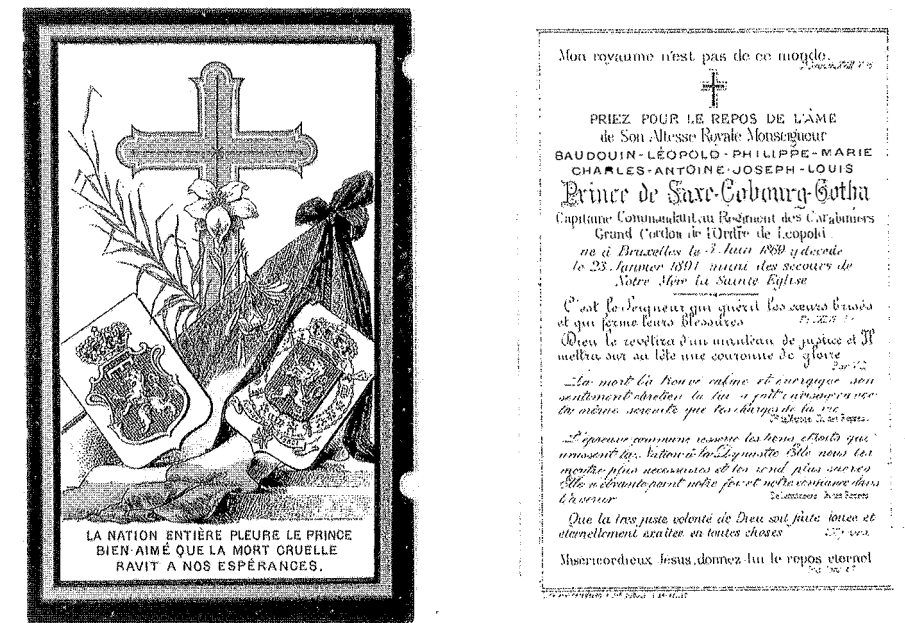 LA NATION ENTIÈRE PLEURE LE PRINCE
BIEN-AIMÉ QUE LA MORT CRUELLE
RAVIT A NOS ESPÉRANCES.
Mon royaume n'est pas de ce monde.
PRIEZ POUR LE REPOS DE L'ÂME
de Son Altesse Royale Monseigneur
BAUDOUIN-LÉOPOLD-PHILIPPE-MARIE
CHARLES-ANTOINE-JOSEPH-LOUIS
Prince de Saxe-Cobourg-Gotha
Capitaine Commandant au Régiment des Carabiniers
Grand Cordon de l'Ordre de Léopold.
né à Bruxelles le 3 Juin 1869 y décédé
le 23 Janvier 1891 muni des secours de
Notre Mère la Sainte Eglise
C'est le Seigneur qui guérit les cœurs brisés
et qui ferme leurs blessures
Dieu le revêtira d'un manteau de justice et Il
mettra sur sa tête une couronne de gloire
La mort l'a trouvé calme et énergique son
sentiment chrétien la lui a fait envisager avec
la même sérénité que les charges de la vie
L'épreuve commune resserre les liens étroits qui
unissent la Nation à la Dynastie Elle nous les
montre plus nécessaires et les rend plus sacrés
Elle n'ébranle point notre foi et notre confiance dans
l'avenir
Que la très juste volonté de Dieu soit faite louée et
éternellement exaltée en toutes choses
Miséricordieux Jésus, donnez-lui le repos éternel